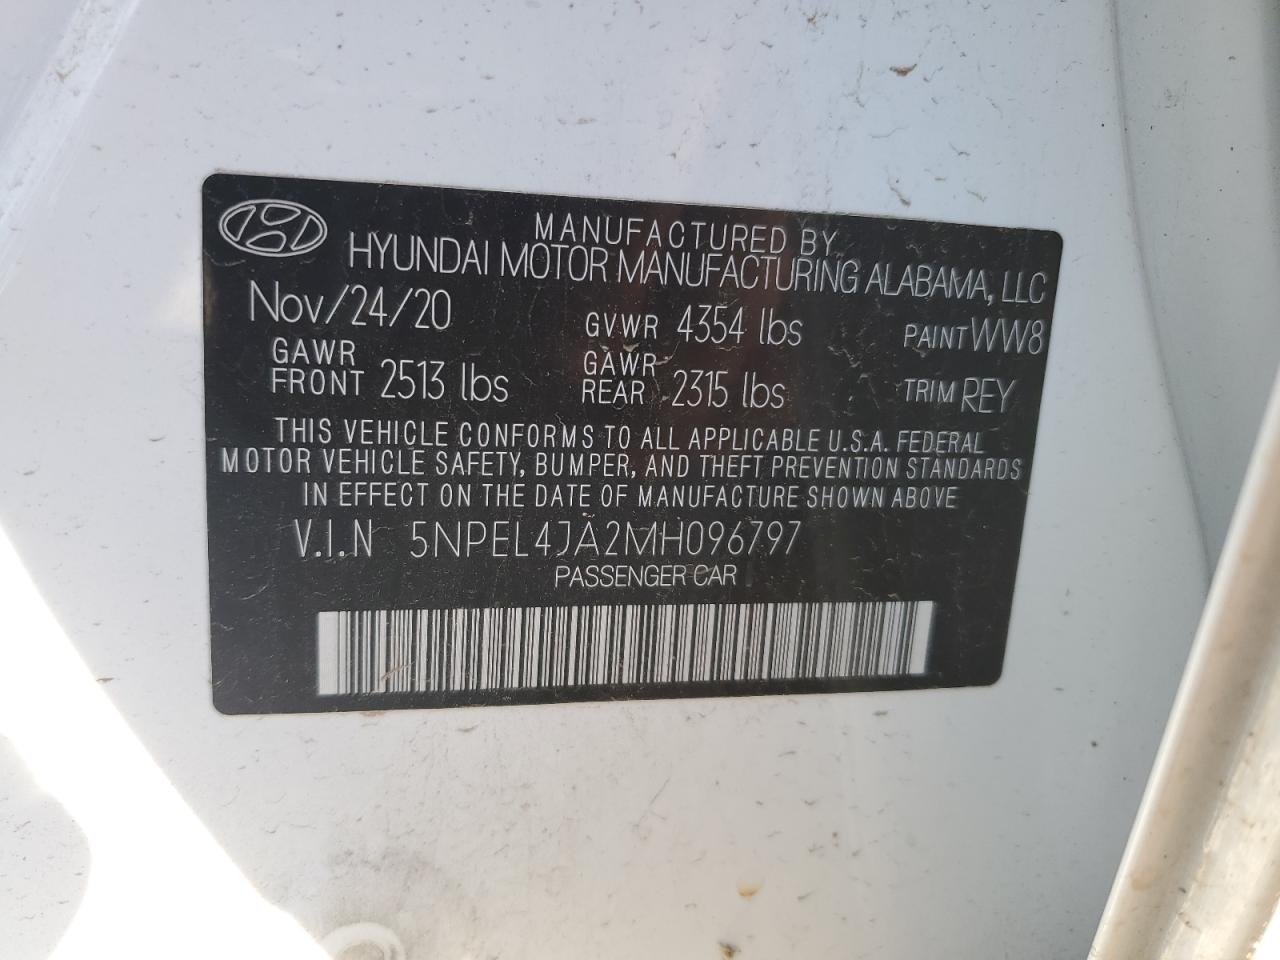 MANUFACTURED BY
HYUNDAI MOTOR MANUFACTURING ALABAMA, LLC
Nov/24/20 GVWR 4354 lbs PAINT WW8
GAWR FRONT 2513 lbs GAWR REAR 2315 lbs TRIM REY
THIS VEHICLE CONFORMS TO ALL APPLICABLE U.S.A. FEDERAL
MOTOR VEHICLE SAFETY, BUMPER, AND THEFT PREVENTION STANDARDS
IN EFFECT ON THE DATE OF MANUFACTURE SHOWN ABOVE
V.I.N 5NPEL4JA2MH096797
PASSENGER CAR